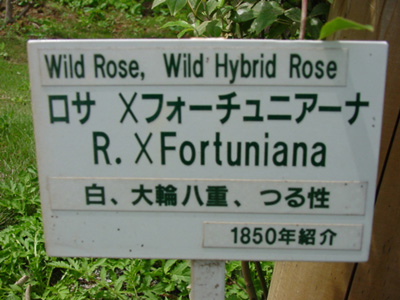 Wild Rose, Wild Hybrid Rose
ロサ ×フォーチュニアーナ
R. ×Fortuniana
白、大輪八重、つる性
1850年紹介